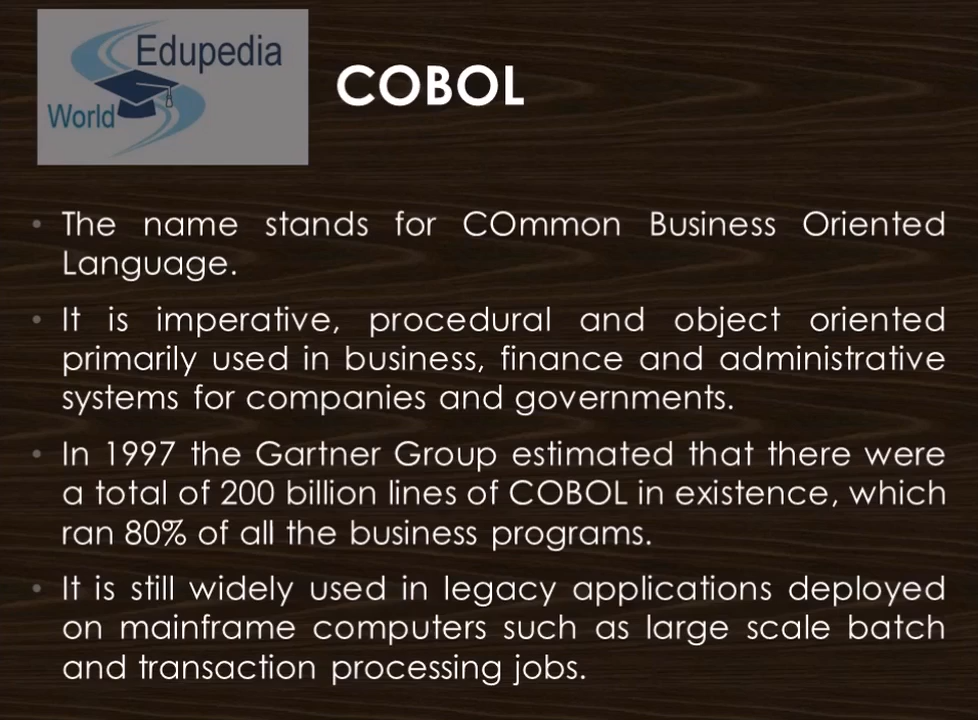 Edupedia
World
COBOL
• The name stands for COmmon Business Oriented
Language.
• It is imperative, procedural and object oriented
primarily used in business, finance and administrative
systems for companies and governments.
• In 1997 the Gartner Group estimated that there were
a total of 200 billion lines of COBOL in existence, which
ran 80% of all the business programs.
• It is still widely used in legacy applications deployed
on mainframe computers such as large scale batch
and transaction processing jobs.